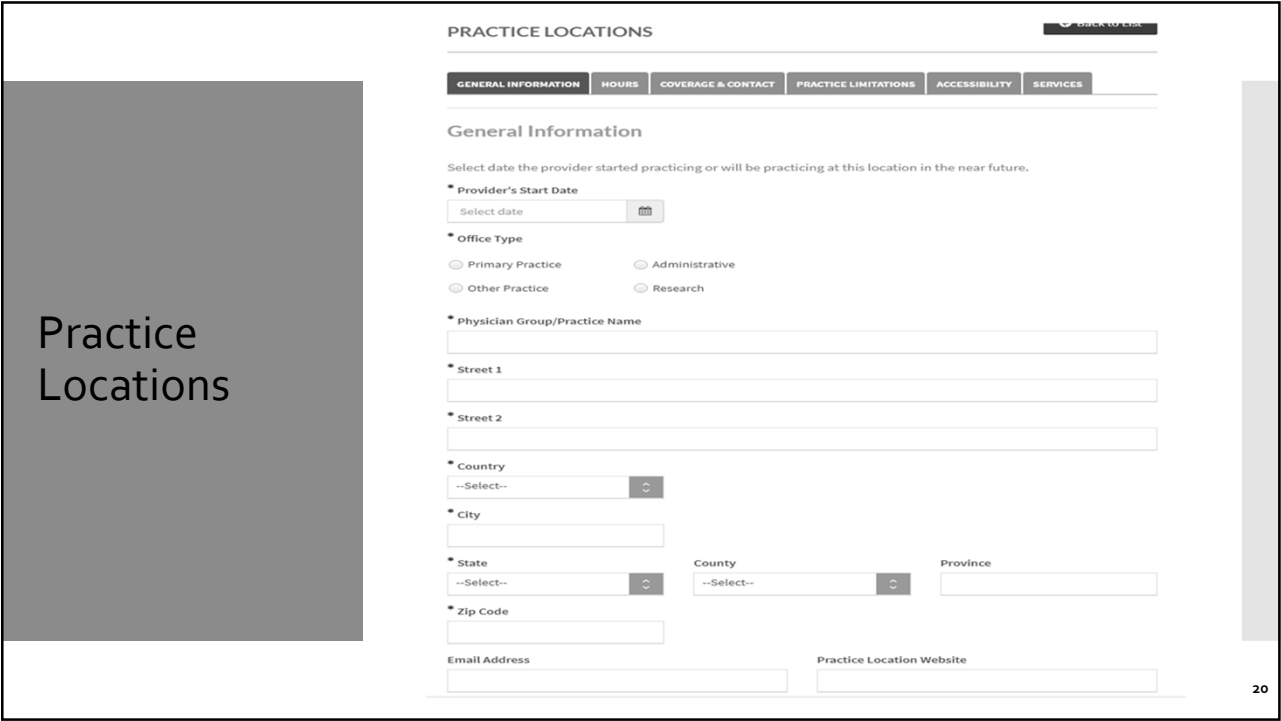 Practice
Locations
PRACTICE LOCATIONS
Back to List
GENERAL INFORMATION HOURS COVERAGE & CONTACT PRACTICE LIMITATIONS ACCESSIBILITY SERVICES
General Information
Select date the provider started practicing or will be practicing at this location in the near future.
* Provider's Start Date
Select date
* Office Type
Primary Practice Administrative
Other Practice Research
* Physician Group/Practice Name
* Street 1
* Street 2
* Country
--Select--
* City
* State County Province
--Select-- --Select--
* Zip Code
Email Address Practice Location Website
20